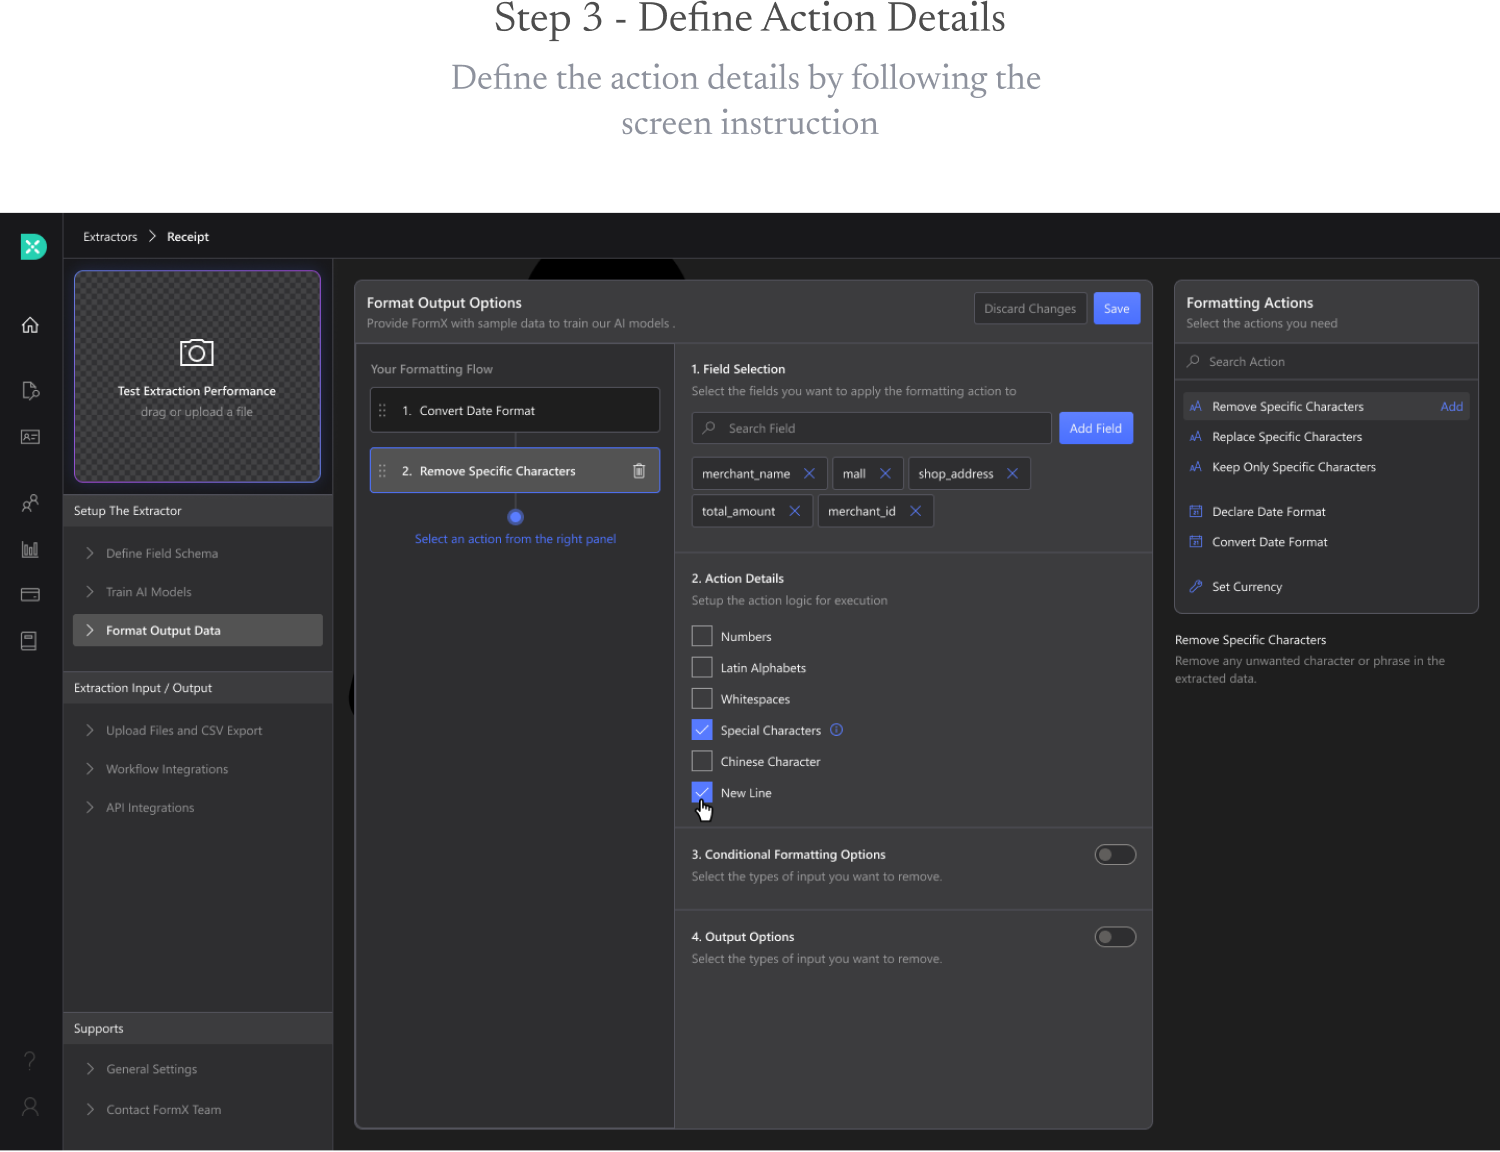 Step 3 - Define Action Details
Define the action details by following the
screen instruction
Extractors
Receipt
Test Extraction Performance
drag or upload a file
Setup The Extractor
Define Field Schema
Train AI Models
Format Output Data
Extraction Input / Output
Upload Files and CSV Export
Workflow Integrations
API Integrations
Supports
General Settings
Contact FormX Team
Format Output Options
Provide FormX with sample data to train our AI models .
Discard Changes
Save
Your Formatting Flow
1. Convert Date Format
2. Remove Specific Characters
Select an action from the right panel
1. Field Selection
Select the fields you want to apply the formatting action to
Search Field
Add Field
merchant_name
mall
shop_address
total_amount
merchant_id
2. Action Details
Setup the action logic for execution
Numbers
Latin Alphabets
Whitespaces
Special Characters
Chinese Character
New Line
3. Conditional Formatting Options
Select the types of input you want to remove.
4. Output Options
Select the types of input you want to remove.
Formatting Actions
Select the actions you need
Search Action
Remove Specific Characters
Add
Replace Specific Characters
Keep Only Specific Characters
Declare Date Format
Convert Date Format
Set Currency
Remove Specific Characters
Remove any unwanted character or phrase in the
extracted data.